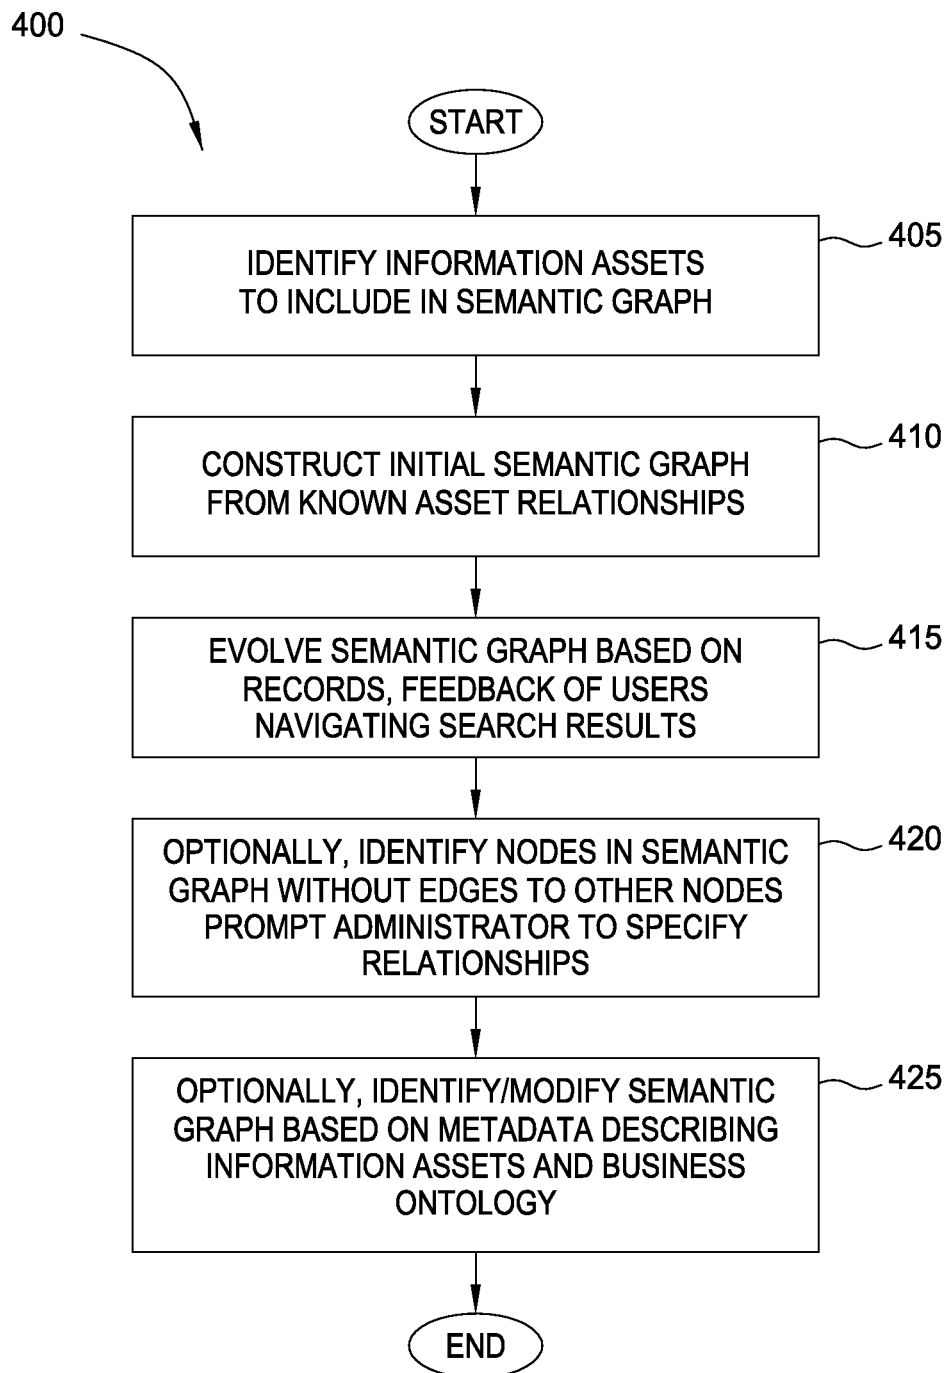 400
START
405
IDENTIFY INFORMATION ASSETS
TO INCLUDE IN SEMANTIC GRAPH
410
CONSTRUCT INITIAL SEMANTIC GRAPH
FROM KNOWN ASSET RELATIONSHIPS
415
EVOLVE SEMANTIC GRAPH BASED ON
RECORDS, FEEDBACK OF USERS
NAVIGATING SEARCH RESULTS
420
OPTIONALLY, IDENTIFY NODES IN SEMANTIC
GRAPH WITHOUT EDGES TO OTHER NODES
PROMPT ADMINISTRATOR TO SPECIFY
RELATIONSHIPS
425
OPTIONALLY, IDENTIFY/MODIFY SEMANTIC
GRAPH BASED ON METADATA DESCRIBING
INFORMATION ASSETS AND BUSINESS
ONTOLOGY
END